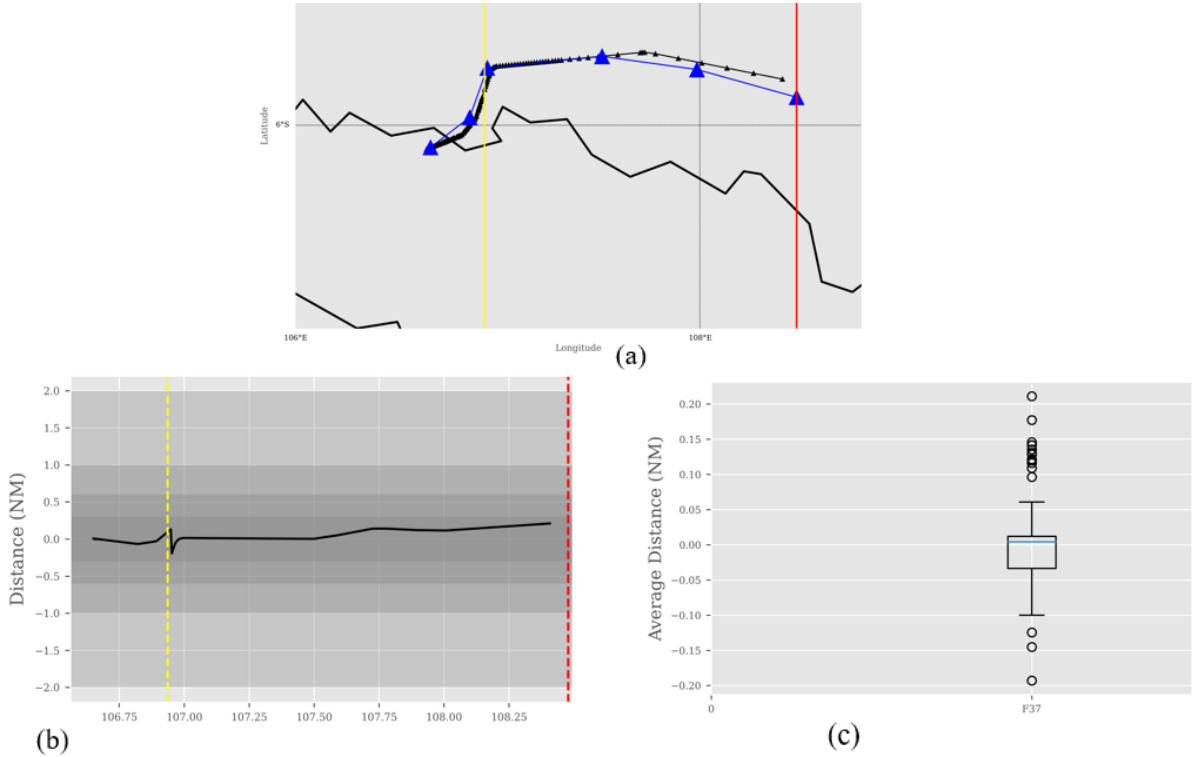 Latitude
6°S
106°E
108°E
Longitude
(a)
2.0
1.5
1.0
0.5
0.0
−0.5
−1.0
−1.5
−2.0
Distance (NM)
106.75 107.00 107.25 107.50 107.75 108.00 108.25
(b)
0.20
0.15
0.10
0.05
0.00
−0.05
−0.10
−0.15
−0.20
Average Distance (NM)
0 F37
(c)